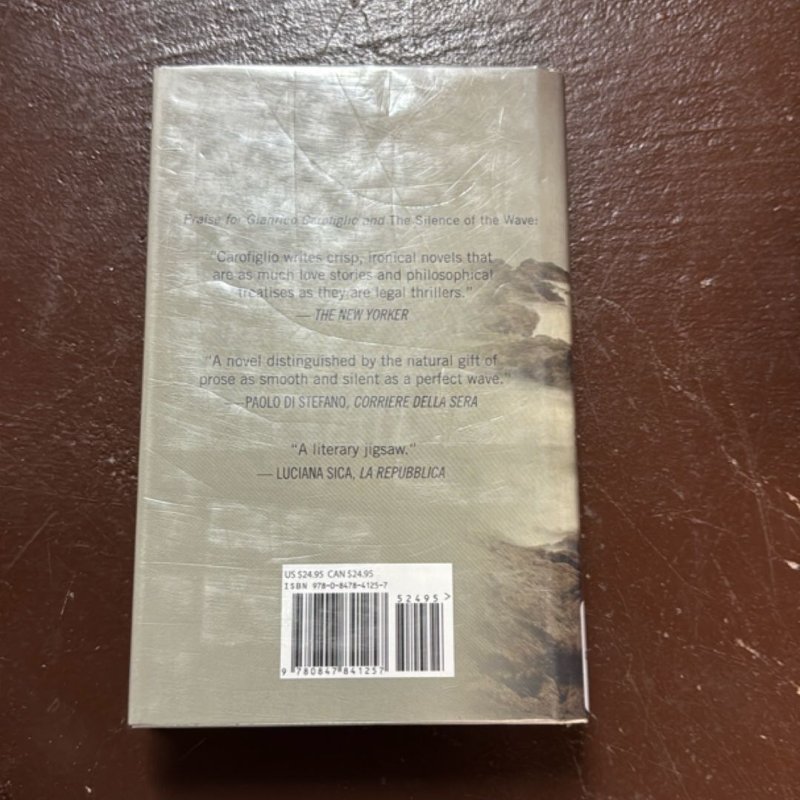 Praise for Gianrico Carofiglio and The Silence of the Wave:
"Carofiglio writes crisp, ironical novels that
are as much love stories and philosophical
treatises as they are legal thrillers."
— THE NEW YORKER
"A novel distinguished by the natural gift of
prose as smooth and silent as a perfect wave."
—PAOLO DI STEFANO, CORRIERE DELLA SERA
"A literary jigsaw."
— LUCIANA SICA, LA REPUBBLICA
US $24.95 CAN $24.95
ISBN 978-0-8478-4125-7
52495>
9 780847 841257